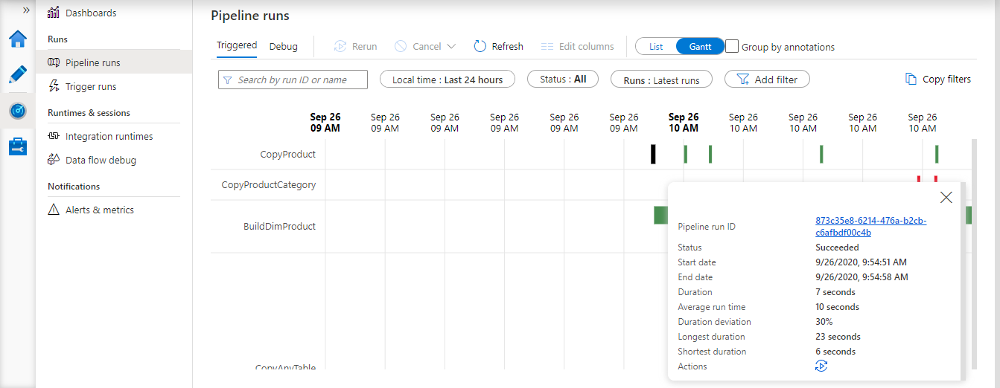 »
Dashboards
Runs
Pipeline runs
Trigger runs
Runtimes & sessions
Integration runtimes
Data flow debug
Notifications
Alerts & metrics
Pipeline runs
Triggered Debug Rerun Cancel Refresh Edit columns List Gantt Group by annotations
Search by run ID or name Local time : Last 24 hours Status : All Runs : Latest runs Add filter Copy filters
Sep 26 Sep 26 Sep 26 Sep 26 Sep 26 Sep 26 Sep 26 Sep 26 Sep 26 Sep 26 Sep 26
09 AM 09 AM 09 AM 09 AM 09 AM 09 AM 10 AM 10 AM 10 AM 10 AM 10 AM
CopyProduct
CopyProductCategory
BuildDimProduct
CopyAnyTable
Pipeline run ID 873c35e8-6214-476a-b2cb-
c6afbdf00c4b
Status Succeeded
Start date 9/26/2020, 9:54:51 AM
End date 9/26/2020, 9:54:58 AM
Duration 7 seconds
Average run time 10 seconds
Duration deviation 30%
Longest duration 23 seconds
Shortest duration 6 seconds
Actions